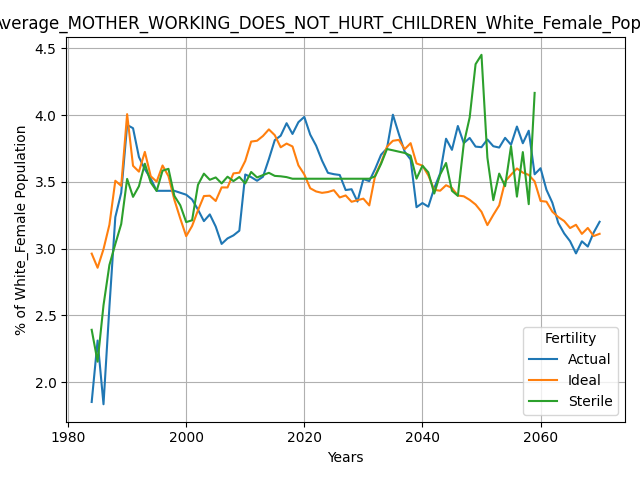 Average_MOTHER_WORKING_DOES_NOT_HURT_CHILDREN_White_Female_Pop
4.5
4.0
3.5
3.0
2.5
2.0
% of White_Female Population
1980
2000
2020
2040
2060
Years
Fertility
Actual
Ideal
Sterile